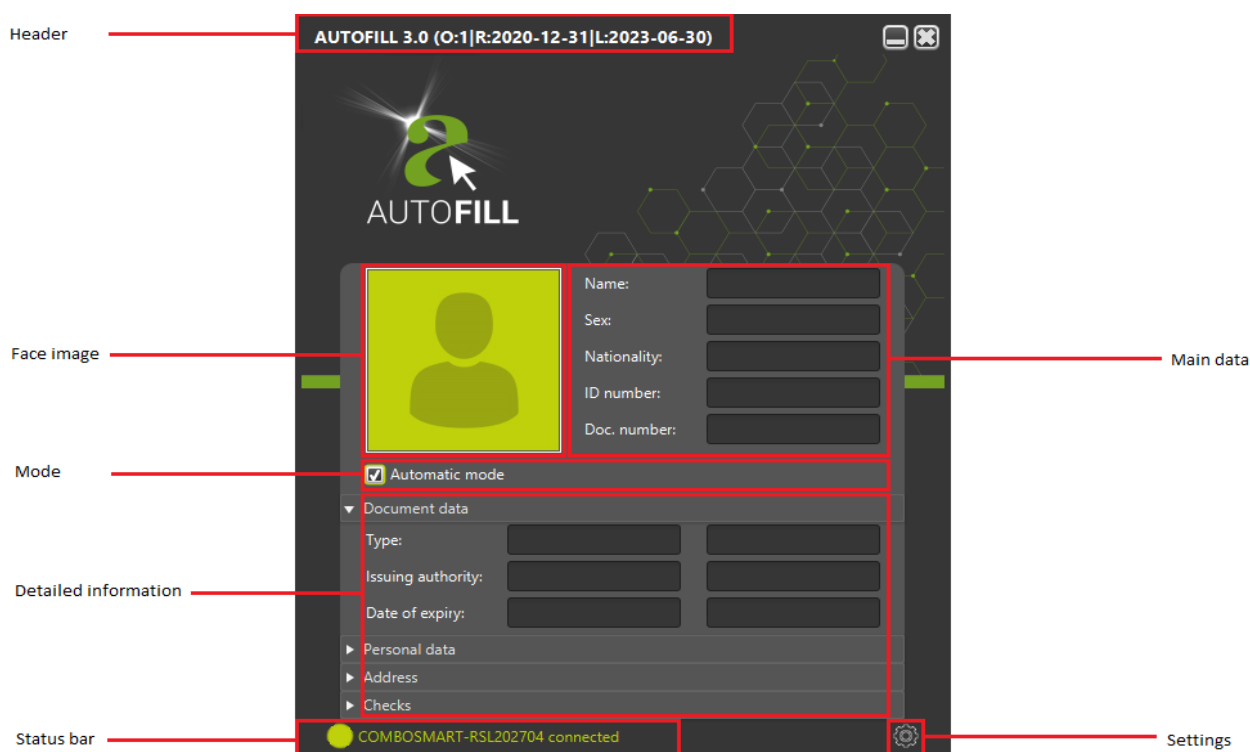 Header
AUTOFILL 3.0 (O:1|R:2020-12-31|L:2023-06-30)
a
AUTOFILL
Name:
Sex:
Face image
Nationality:
Main data
ID number:
Doc. number:
Mode
Automatic mode
Document data
Type:
Issuing authority:
Detailed information
Date of expiry:
Personal data
Address
Checks
Status bar
COMBOSMART-RSL202704 connected
Settings